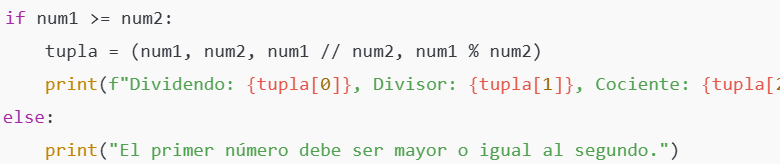 if num1 >= num2:
    tupla = (num1, num2, num1 // num2, num1 % num2)
    print(f"Dividendo: {tupla[0]}, Divisor: {tupla[1]}, Cociente: {tupla[2
else:
    print("El primer número debe ser mayor o igual al segundo.")